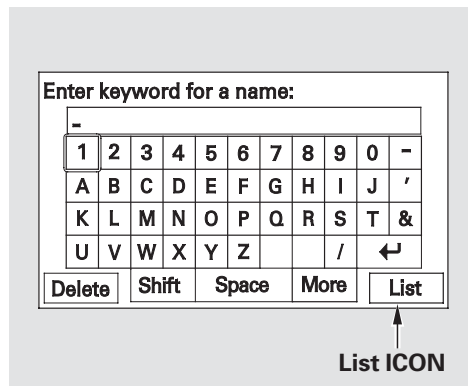 Enter keyword for a name:
-
1 2 3 4 5 6 7 8 9 0 -
A B C D E F G H I J '
K L M N O P Q R S T &
U V W X Y Z / ↵
Delete Shift Space More List
List ICON